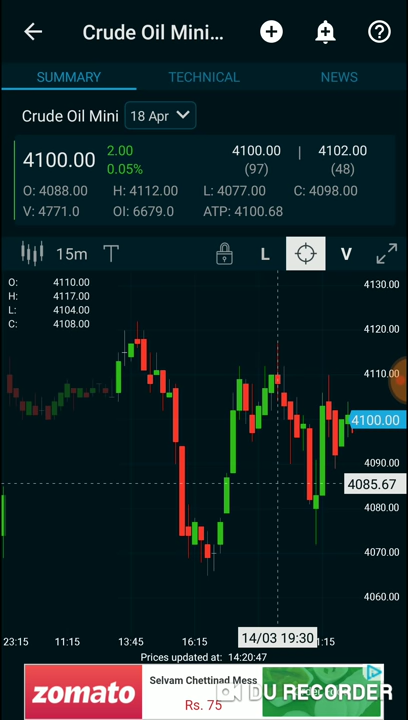 Crude Oil Mini...
SUMMARY TECHNICAL NEWS
Crude Oil Mini 18 Apr
4100.00 2.00 0.05% 4100.00 (97) | 4102.00 (48)
O: 4088.00 H: 4112.00 L: 4077.00 C: 4098.00
V: 4771.0 OI: 6679.0 ATP: 4100.68
15m T L V
O: 4110.00
H: 4117.00
L: 4104.00
C: 4108.00
4130.00
4120.00
4110.00
4100.00
4090.00
4085.67
4080.00
4070.00
4060.00
23:15 11:15 13:45 16:15 14/03 19:30 1:15
Prices updated at: 14:20:47
zomato
Selvam Chettinad Mess
Rs. 75
DU RECORDER